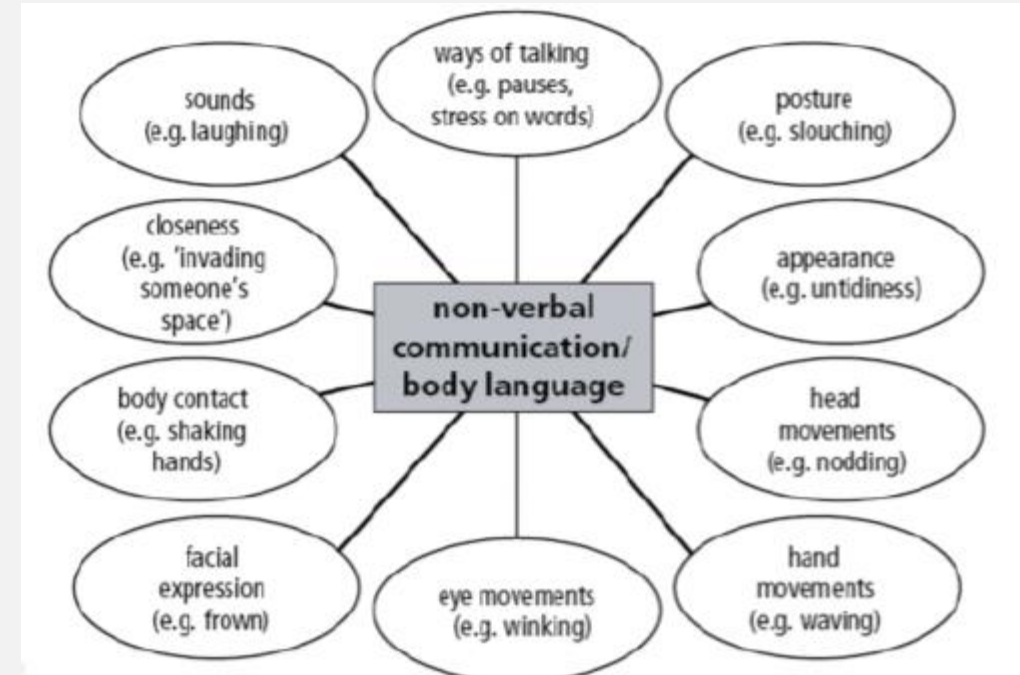 ways of talking
(e.g. pauses,
stress on words)
sounds
(e.g. laughing)
posture
(e.g. slouching)
closeness
(e.g. 'invading
someone's
space')
appearance
(e.g. untidiness)
non-verbal
communication/
body language
body contact
(e.g. shaking
hands)
head
movements
(e.g. nodding)
facial
expression
(e.g. frown)
eye movements
(e.g. winking)
hand
movements
(e.g. waving)